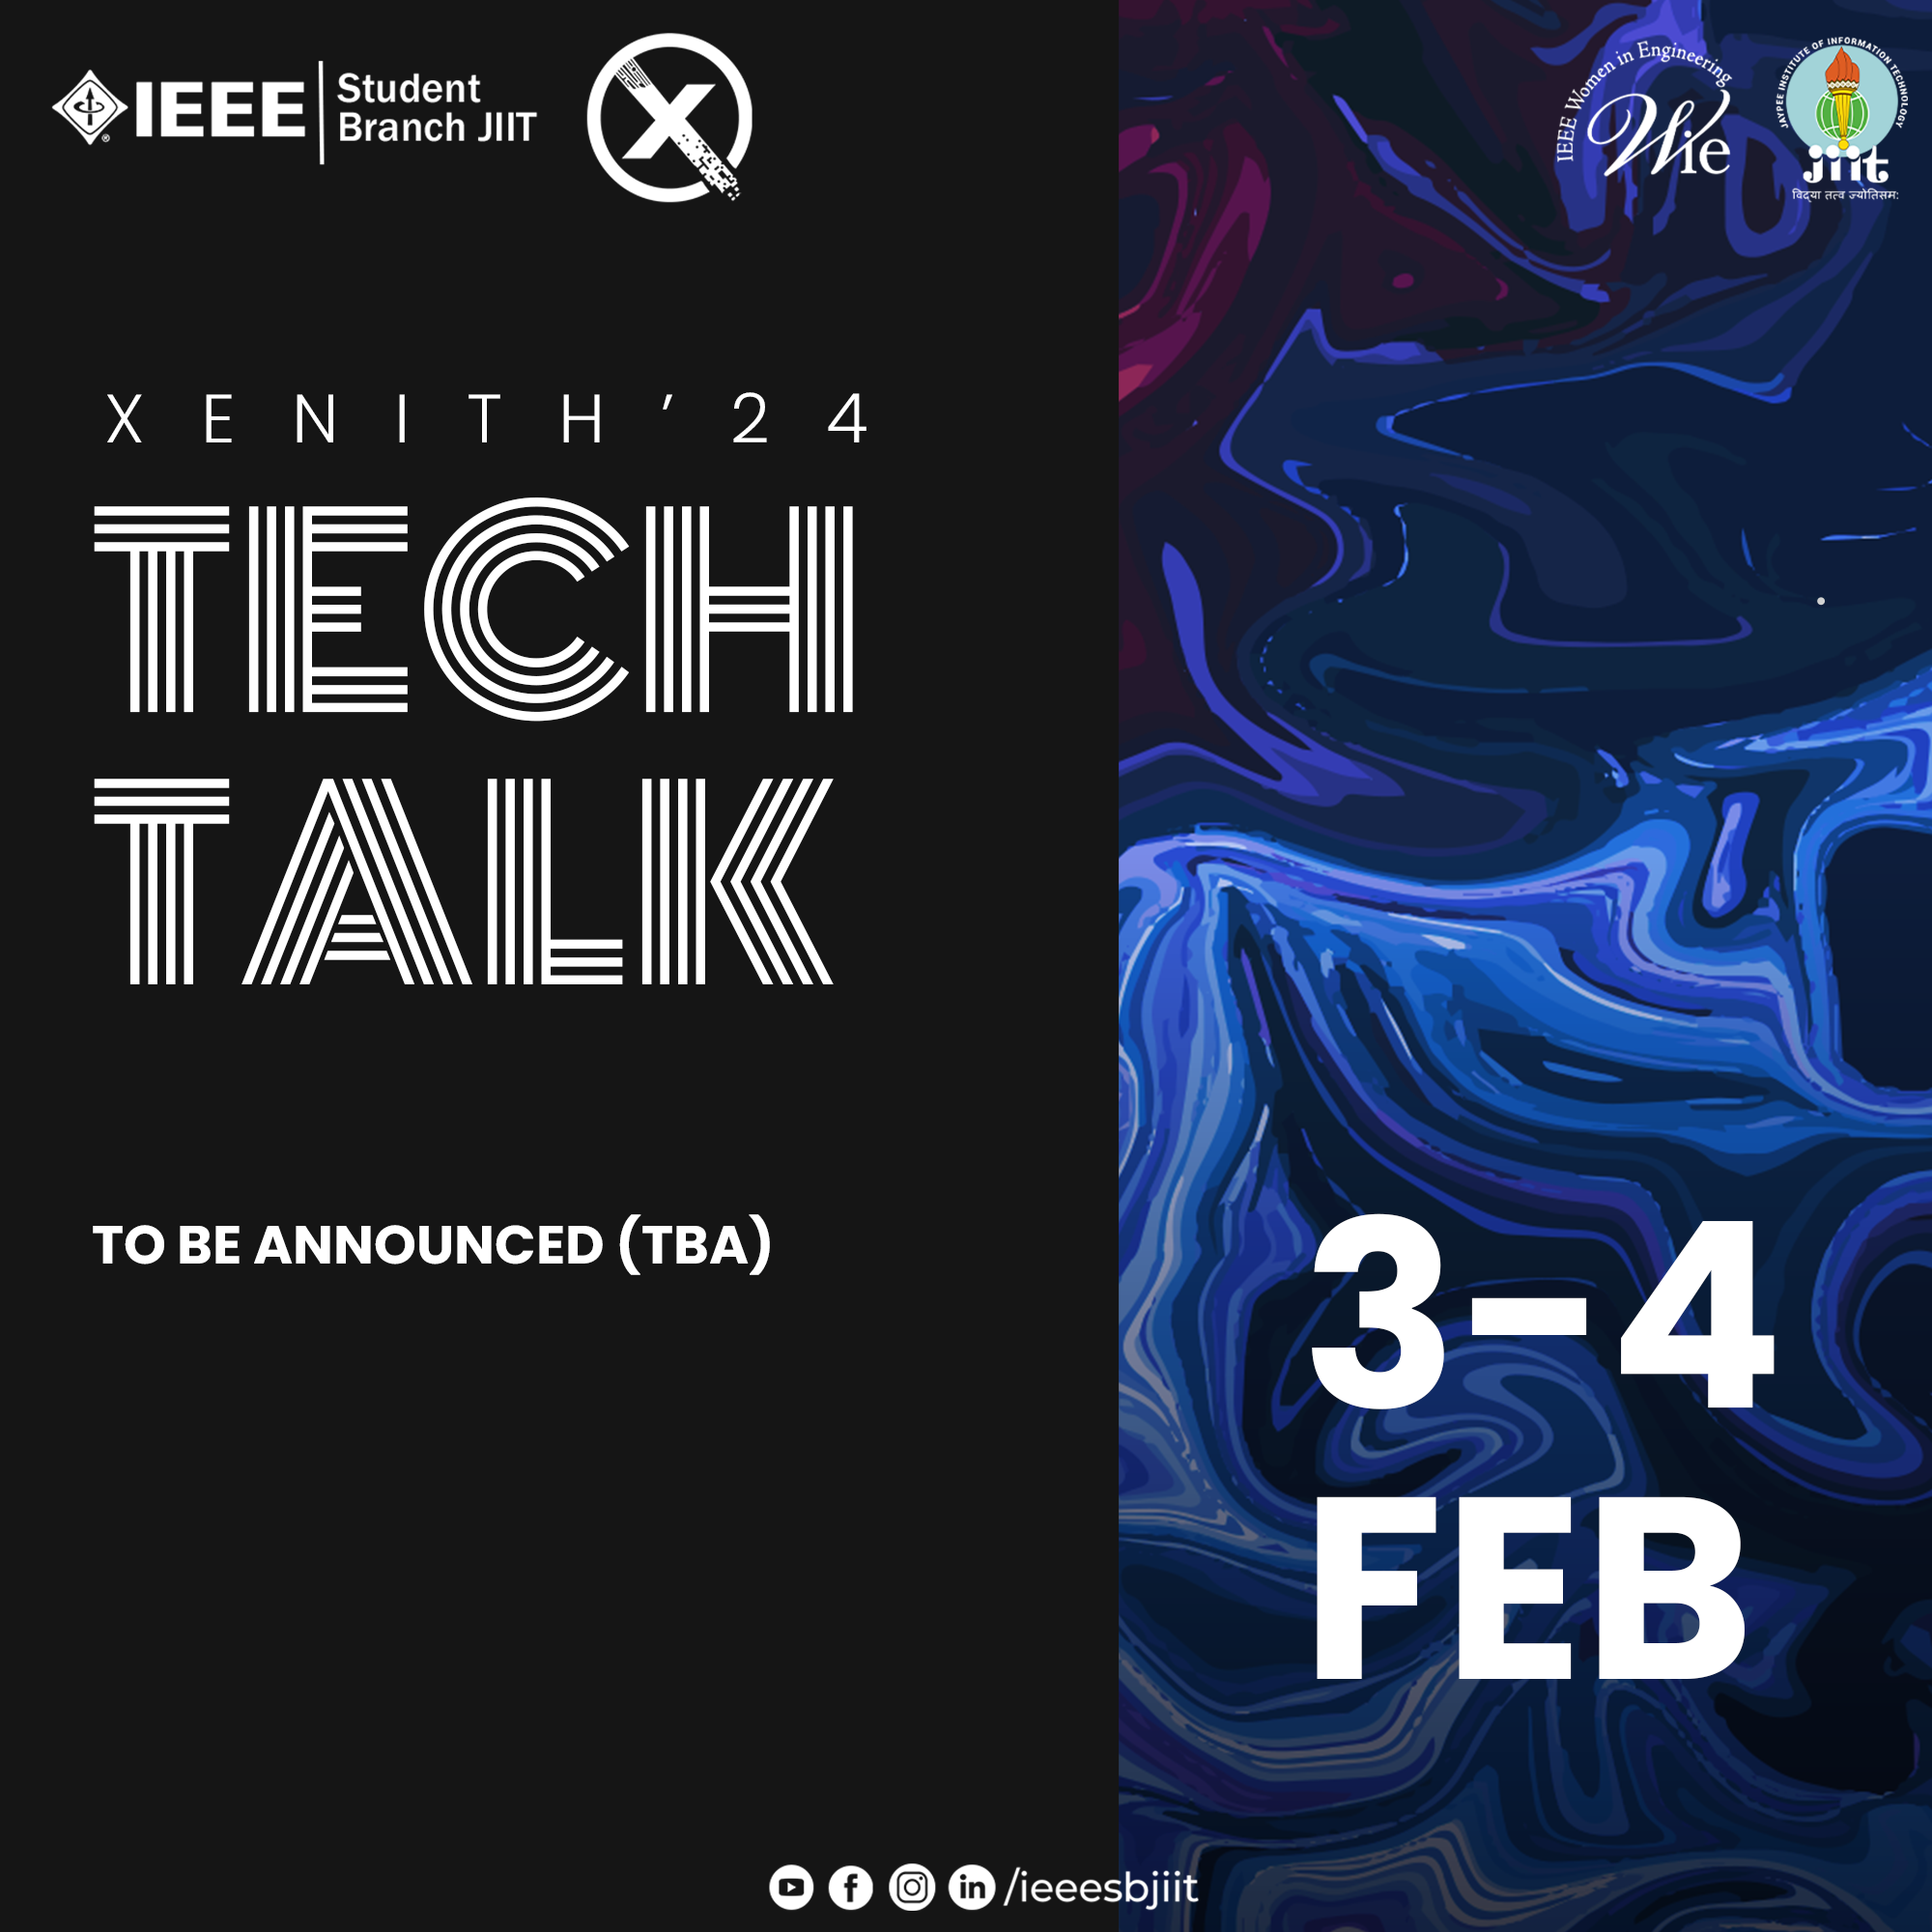 IEEE
Student
Branch JIIT
X
IEEE Women in Engineering
Wie
JAYPEE INSTITUTE OF INFORMATION TECHNOLOGY
jiit
विद्या तत्व ज्योतिसम:
XENITH'24
TECH
TALK
TO BE ANNOUNCED (TBA)
3-4
FEB
/ieeesbjiit